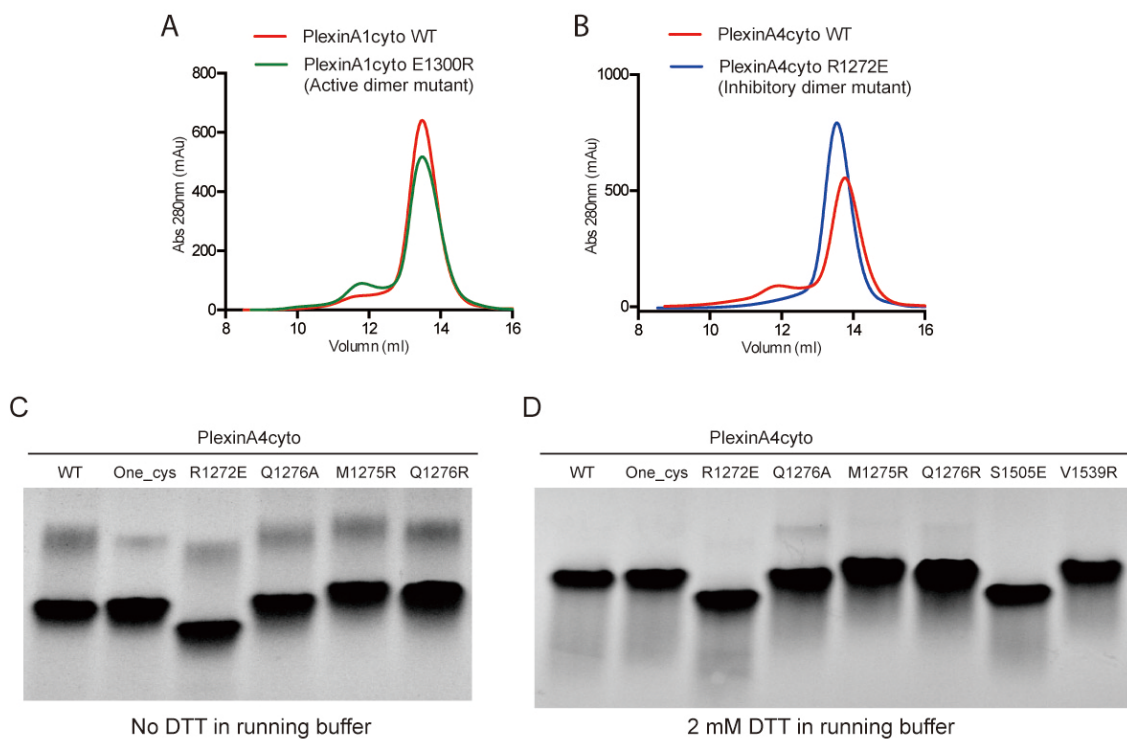 A
PlexinA1cyto WT
PlexinA1cyto E1300R
(Active dimer mutant)
800
600
400
200
0
Abs 280nm (mAu)
8 10 12 14 16
Volumn (ml)
B
PlexinA4cyto WT
PlexinA4cyto R1272E
(Inhibitory dimer mutant)
1000
500
0
Abs 280nm (mAu)
8 10 12 14 16
Volumn (ml)
C
PlexinA4cyto
WT One_cys R1272E Q1276A M1275R Q1276R
No DTT in running buffer
D
PlexinA4cyto
WT One_cys R1272E Q1276A M1275R Q1276R S1505E V1539R
2 mM DTT in running buffer